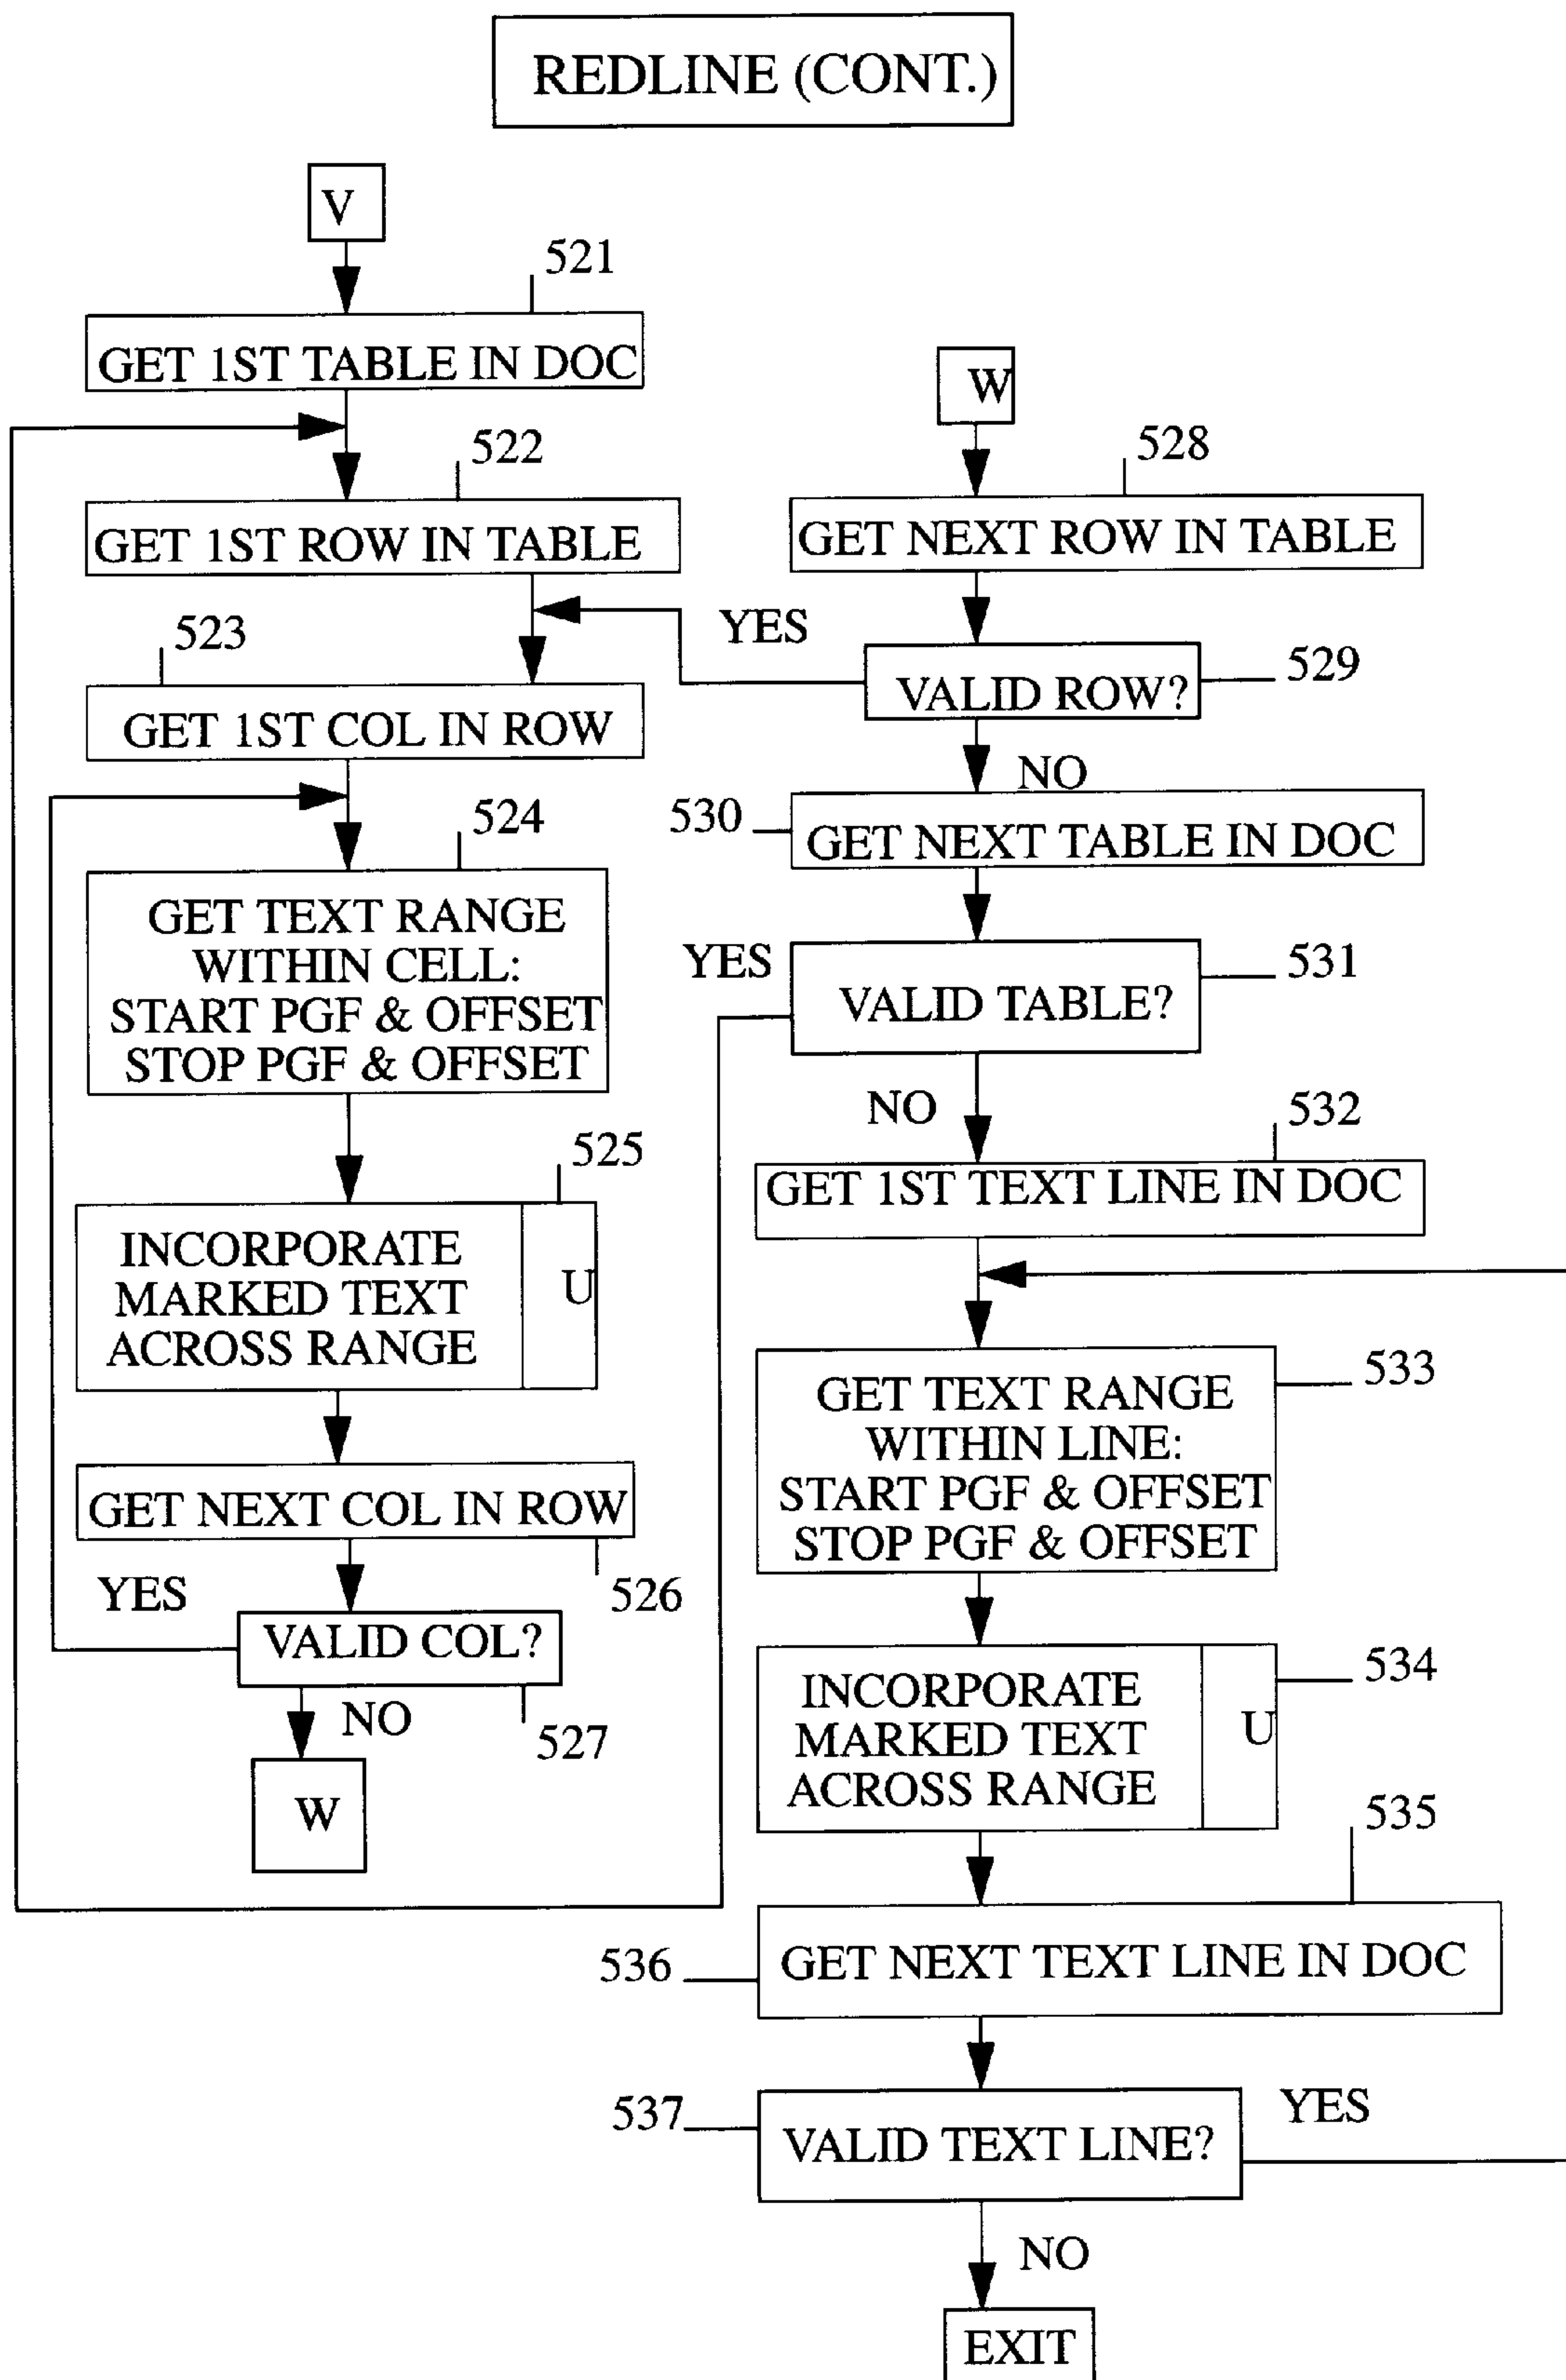 REDLINE (CONT.)
V
521
GET 1ST TABLE IN DOC
522
GET 1ST ROW IN TABLE
523
GET 1ST COL IN ROW
524
GET TEXT RANGE
WITHIN CELL:
START PGF & OFFSET
STOP PGF & OFFSET
525
INCORPORATE
MARKED TEXT
ACROSS RANGE
U
GET NEXT COL IN ROW
526
YES
VALID COL?
527
NO
W
W
528
GET NEXT ROW IN TABLE
YES
VALID ROW?
529
NO
530
GET NEXT TABLE IN DOC
YES
VALID TABLE?
531
NO
532
GET 1ST TEXT LINE IN DOC
533
GET TEXT RANGE
WITHIN LINE:
START PGF & OFFSET
STOP PGF & OFFSET
534
INCORPORATE
MARKED TEXT
ACROSS RANGE
U
535
536
GET NEXT TEXT LINE IN DOC
537
VALID TEXT LINE?
YES
NO
EXIT